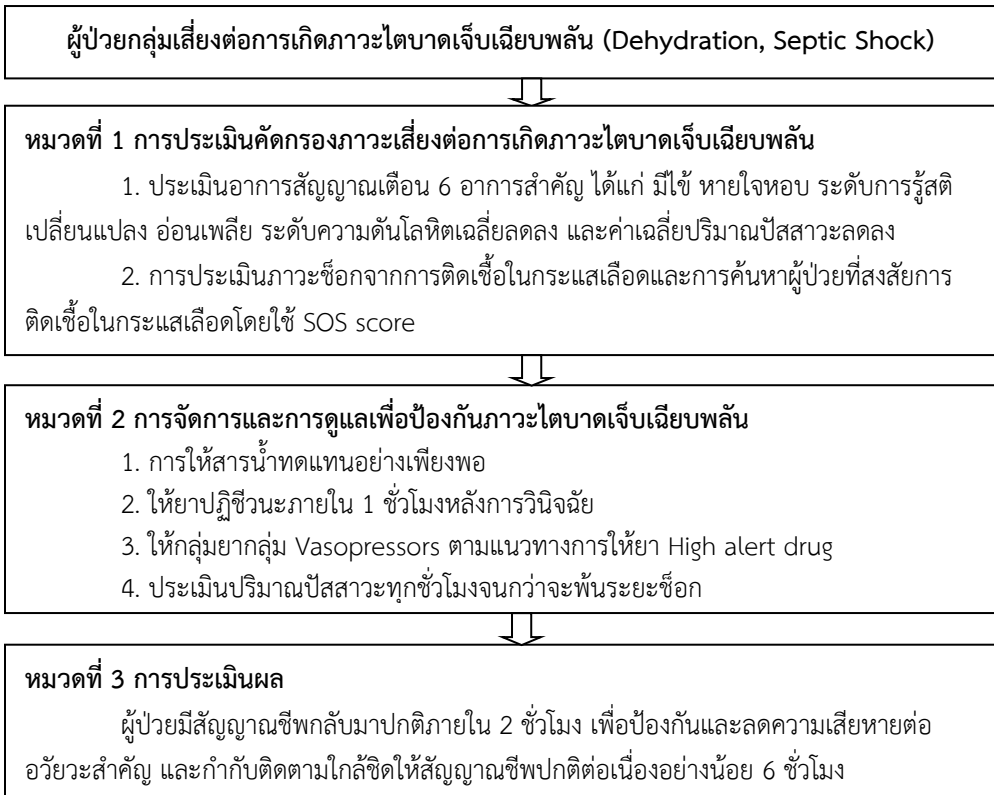 ผู้ป่วยกลุ่มเสี่ยงต่อการเกิดภาวะไตบาดเจ็บเฉียบพลัน (Dehydration, Septic Shock)
หมวดที่ 1 การประเมินคัดกรองภาวะเสี่ยงต่อการเกิดภาวะไตบาดเจ็บเฉียบพลัน
1. ประเมินอาการสัญญาณเตือน 6 อาการสำคัญ ได้แก่ มีไข้ หายใจหอบ ระดับการรู้สติ
เปลี่ยนแปลง อ่อนเพลีย ระดับความดันโลหิตเฉลี่ยลดลง และค่าเฉลี่ยปริมาณปัสสาวะลดลง
2. การประเมินภาวะช็อกจากการติดเชื้อในกระแสเลือดและการค้นหาผู้ป่วยที่สงสัยการ
ติดเชื้อในกระแสเลือดโดยใช้ SOS score
หมวดที่ 2 การจัดการและการดูแลเพื่อป้องกันภาวะไตบาดเจ็บเฉียบพลัน
1. การให้สารน้ำทดแทนอย่างเพียงพอ
2. ให้ยาปฏิชีวนะภายใน 1 ชั่วโมงหลังการวินิจฉัย
3. ให้กลุ่มยากลุ่ม Vasopressors ตามแนวทางการให้ยา High alert drug
4. ประเมินปริมาณปัสสาวะทุกชั่วโมงจนกว่าจะพ้นระยะช็อก
หมวดที่ 3 การประเมินผล
ผู้ป่วยมีสัญญาณชีพกลับมาปกติภายใน 2 ชั่วโมง เพื่อป้องกันและลดความเสียหายต่อ
อวัยวะสำคัญ และกำกับติดตามใกล้ชิดให้สัญญาณชีพปกติต่อเนื่องอย่างน้อย 6 ชั่วโมง